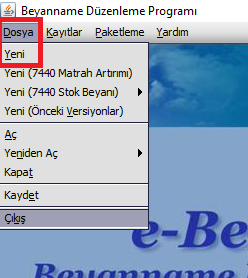 Beyanname Düzenleme Programı
Dosya Kayıtlar Paketleme Yardım
Yeni
Yeni (7440 Matrah Artırımı)
Yeni (7440 Stok Beyanı)
Yeni (Önceki Versiyonlar)
Aç
Yeniden Aç
Kapat
Kaydet
Çıkış
e-Be
Beyanname